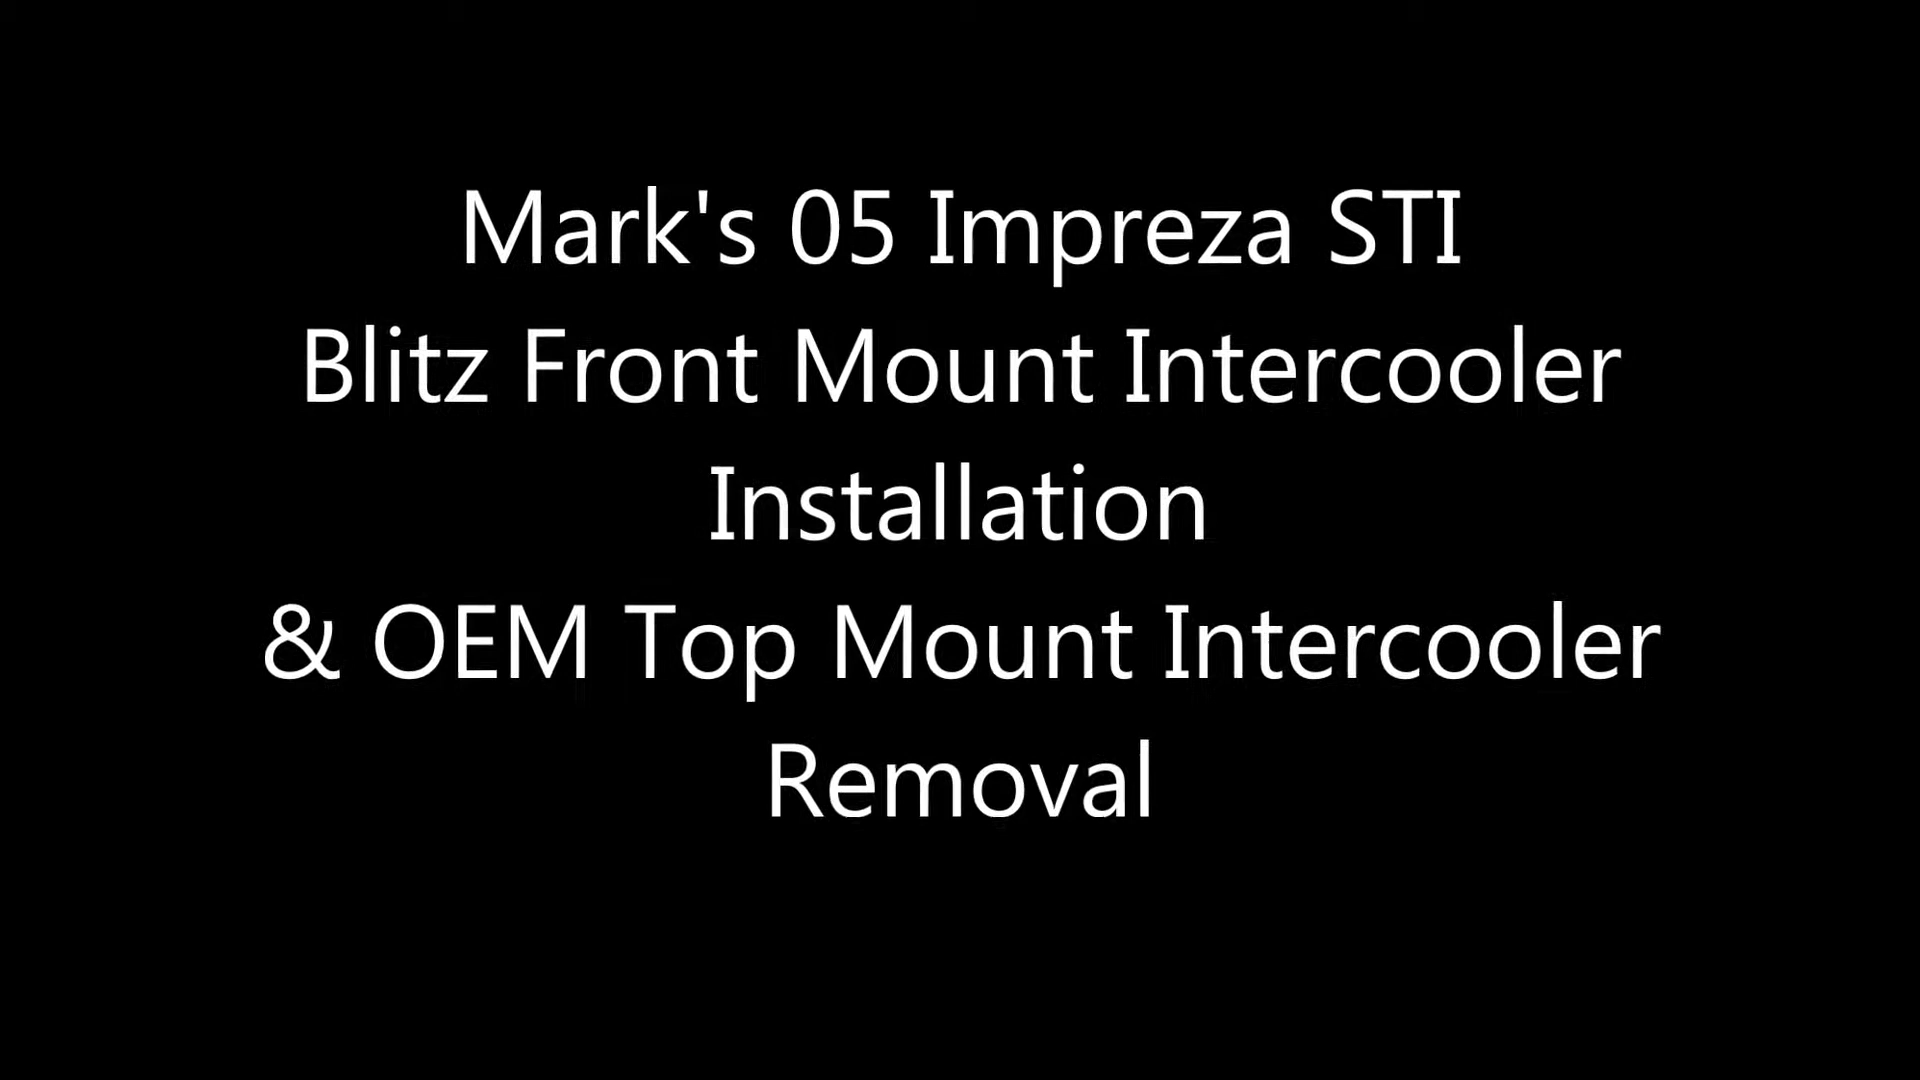 Mark's 05 Impreza STI
Blitz Front Mount Intercooler
Installation
& OEM Top Mount Intercooler
Removal